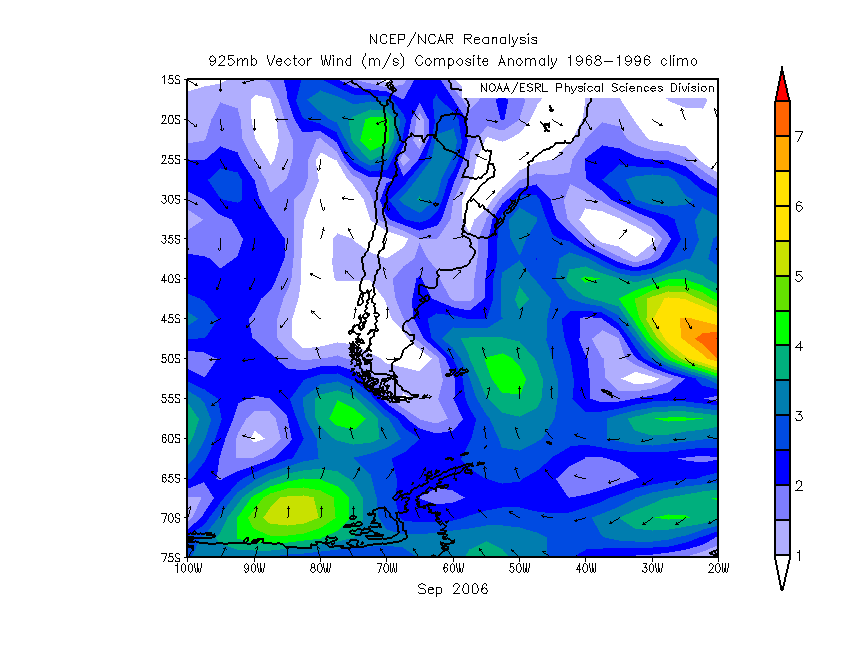 NCEP/NCAR Reanalysis
925mb Vector Wind (m/s) Composite Anomaly 1968-1996 climo
NOAA/ESRL Physical Sciences Division
15S
20S
25S
30S
35S
40S
45S
50S
55S
60S
65S
70S
75S
100W 90W 80W 70W 60W 50W 40W 30W 20W
Sep 2006
7
6
5
4
3
2
1